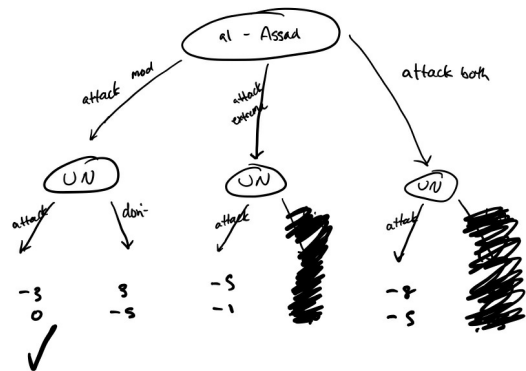 al - Assad
attack mod
attack extreme
attack both
UN
UN
UN
attack
don-
attack
attack
-3
8
-5
-8
0
-5
-1
-5